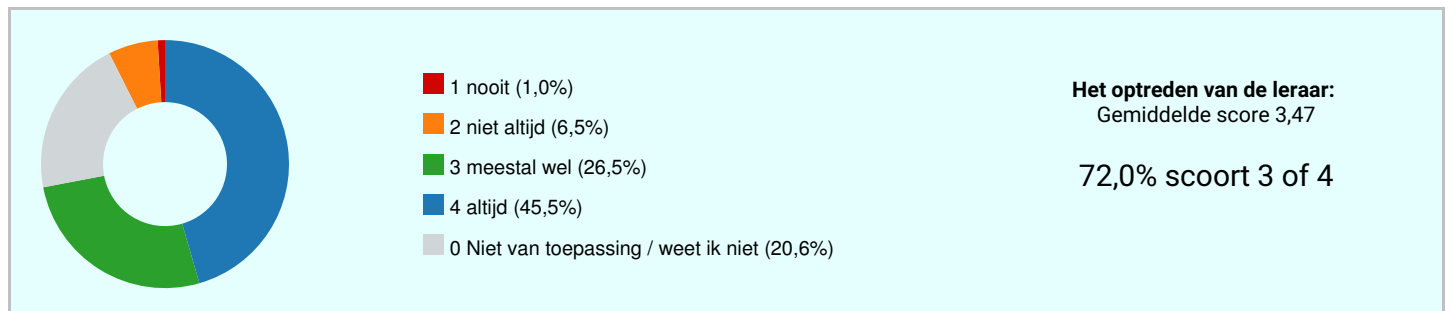 1 nooit (1,0%)
2 niet altijd (6,5%)
3 meestal wel (26,5%)
4 altijd (45,5%)
0 Niet van toepassing / weet ik niet (20,6%)
Het optreden van de leraar:
Gemiddelde score 3,47
72,0% scoort 3 of 4